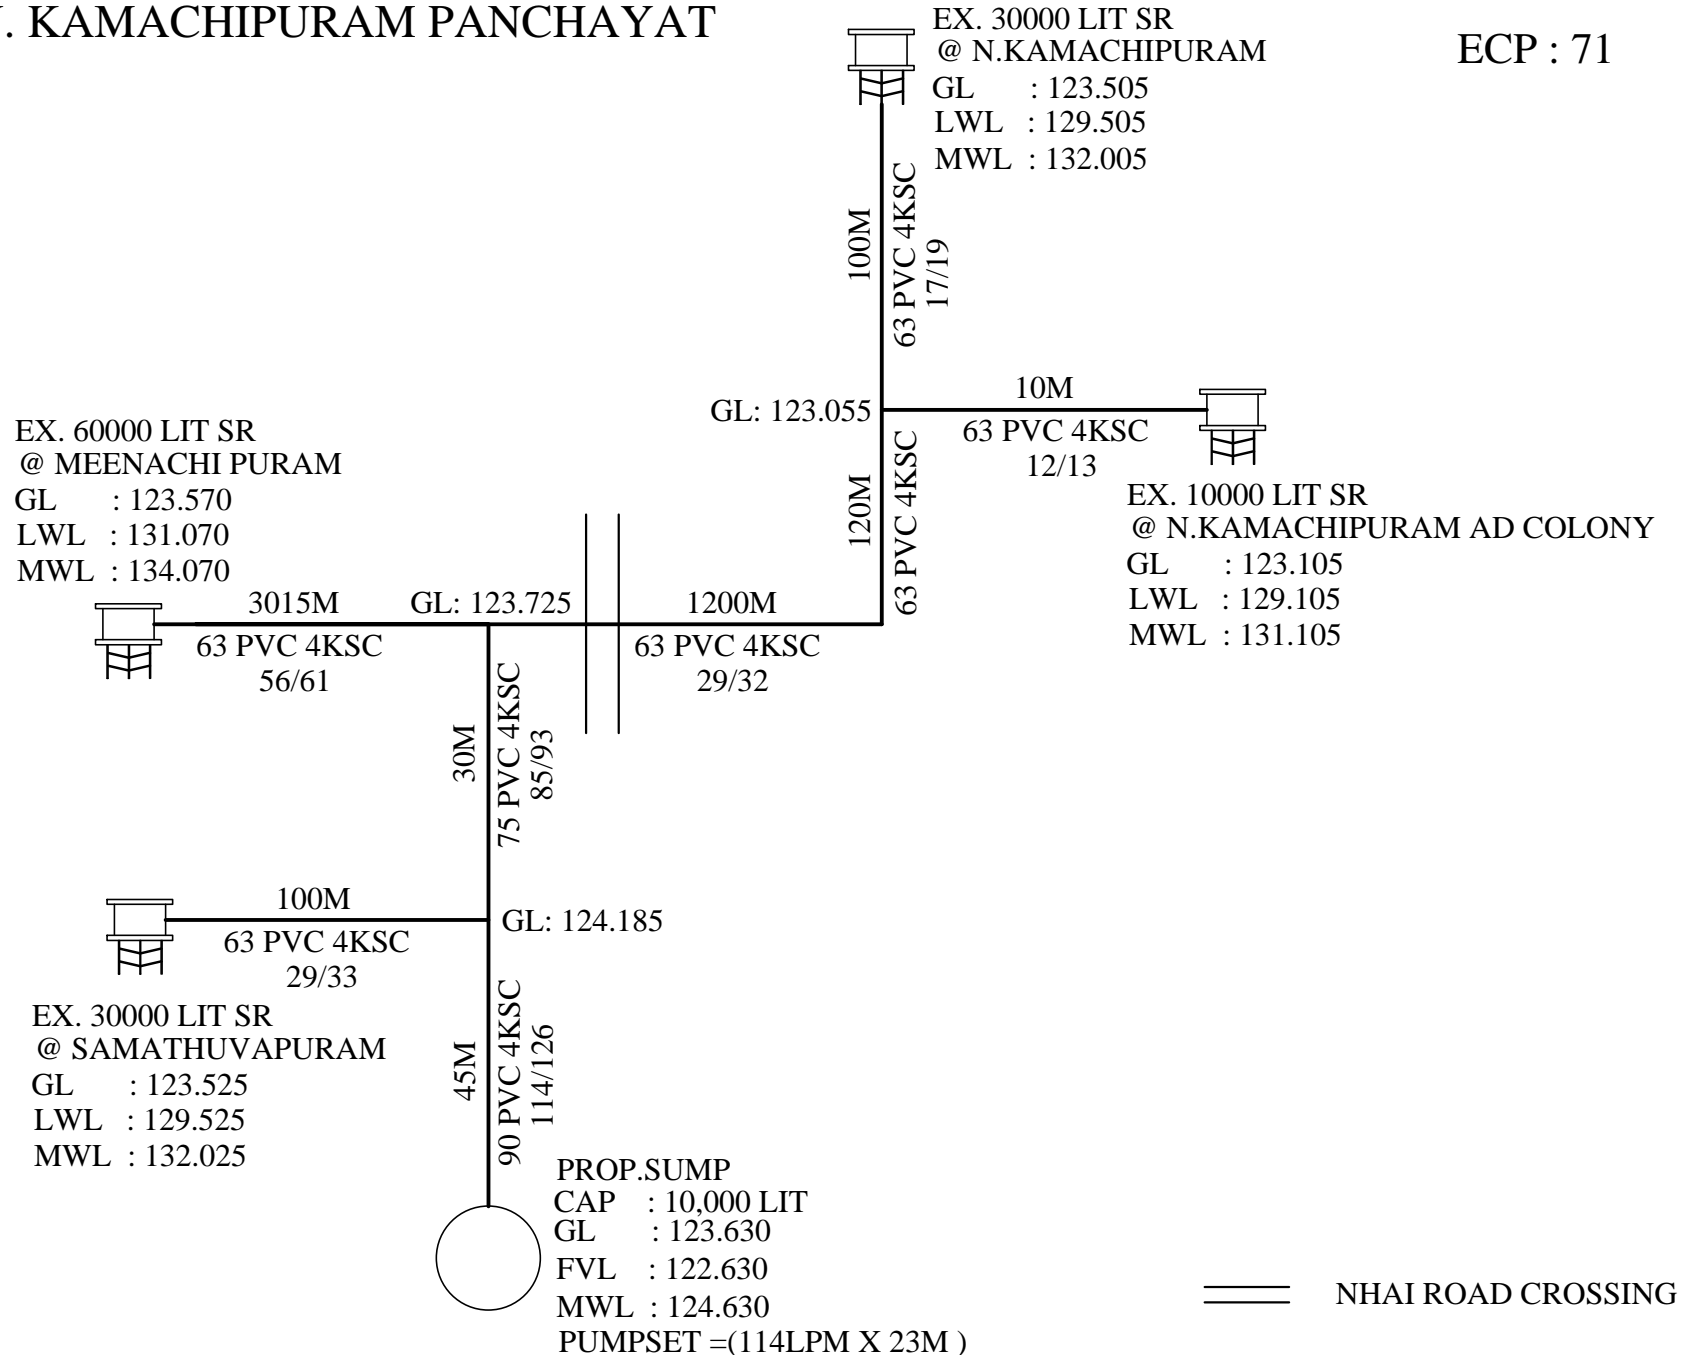 . KAMACHIPURAM PANCHAYAT
ECP : 71
EX. 30000 LIT SR
@ N.KAMACHIPURAM
GL : 123.505
LWL : 129.505
MWL : 132.005
100M
63 PVC 4KSC
17/19
GL: 123.055
10M
63 PVC 4KSC
12/13
EX. 10000 LIT SR
@ N.KAMACHIPURAM AD COLONY
GL : 123.105
LWL : 129.105
MWL : 131.105
120M
63 PVC 4KSC
EX. 60000 LIT SR
@ MEENACHI PURAM
GL : 123.570
LWL : 131.070
MWL : 134.070
3015M
63 PVC 4KSC
56/61
GL: 123.725
1200M
63 PVC 4KSC
29/32
30M
75 PVC 4KSC
85/93
100M
63 PVC 4KSC
29/33
GL: 124.185
EX. 30000 LIT SR
@ SAMATHUVAPURAM
GL : 123.525
LWL : 129.525
MWL : 132.025
45M
90 PVC 4KSC
114/126
PROP.SUMP
CAP : 10,000 LIT
GL : 123.630
FVL : 122.630
MWL : 124.630
PUMPSET =(114LPM X 23M )
NHAI ROAD CROSSING